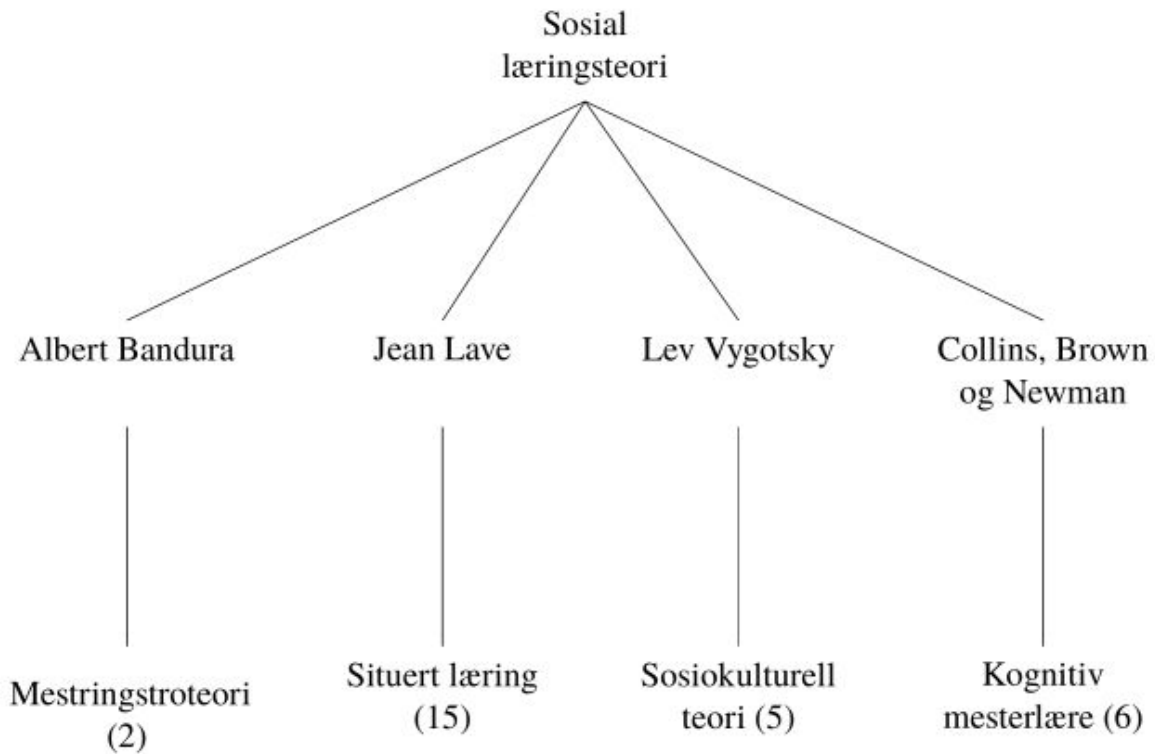 Sosial
læringsteori
Albert Bandura
Jean Lave
Lev Vygotsky
Collins, Brown
og Newman
Mestringstroteori
(2)
Situert læring
(15)
Sosiokulturell
teori (5)
Kognitiv
mesterlære (6)